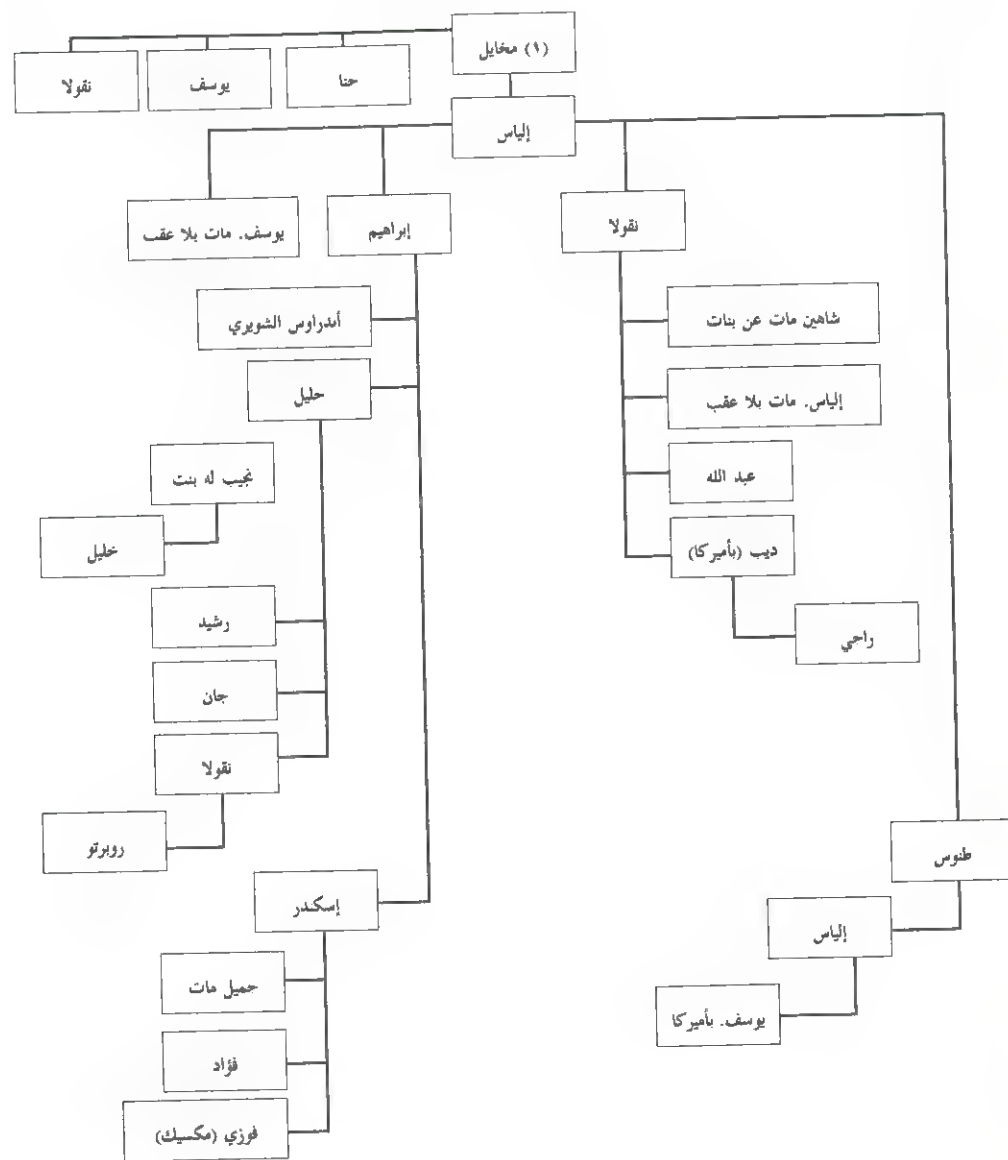 (١) مخايل
حنا
يوسف
نقولا
إلياس
نقولا
إبراهيم
يوسف. مات بلا عقب
شاهين مات عن بنات
أندراوس الشويري
حليل
إلياس. مات بلا عقب
نجيب له بنت
عبد الله
خليل
ديب (بأميركا)
رشيد
راجي
جان
نقولا
روبرتو
طنوس
إسكندر
إلياس
جميل مات
يوسف. بأميركا
فؤاد
فوزي (مكسيك)